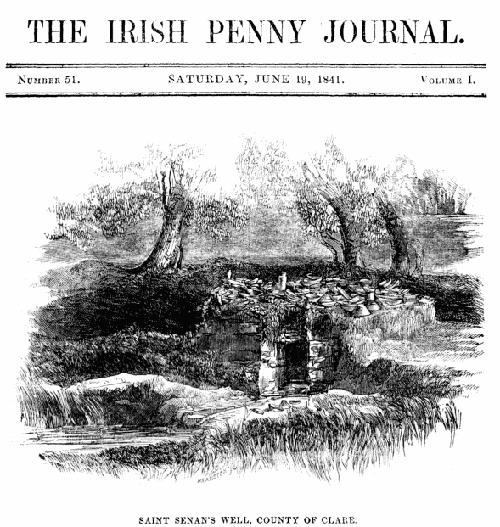 THE IRISH PENNY JOURNAL.
NUMBER 51. SATURDAY, JUNE 19, 1841. VOLUME I.
SAINT SENAN'S WELL, COUNTY OF CLARE.